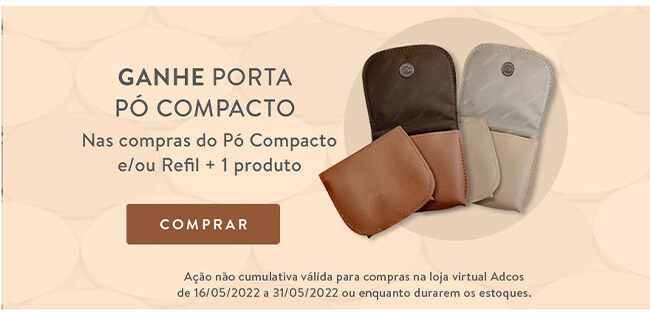 GANHE PORTA
PÓ COMPACTO
Nas compras do Pó Compacto
e/ou Refil + 1 produto
COMPRAR
Ação não cumulativa válida para compras na loja virtual Adcos
de 16/05/2022 a 31/05/2022 ou enquanto durarem os estoques.